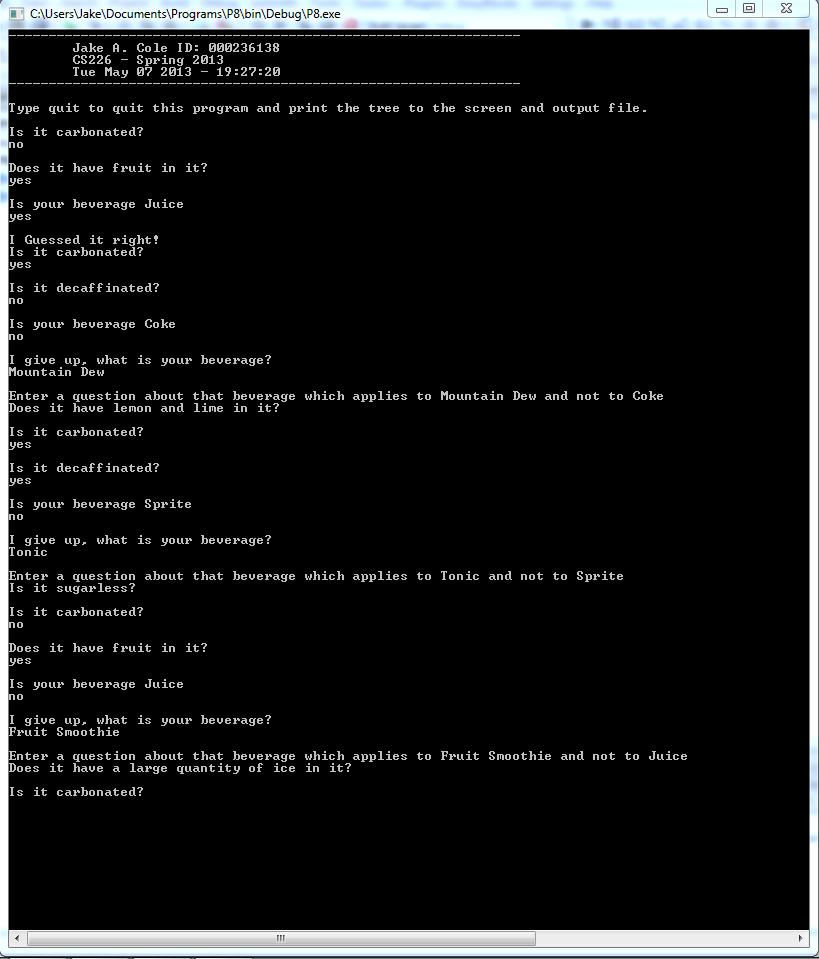 C:\Users\Jake\Documents\Programs\P8\bin\Debug\P8.exe
----------------------------------------------------------------
Jake A. Cole ID: 000236138
CS226 - Spring 2013
Tue May 07 2013 - 19:27:20
----------------------------------------------------------------
Type quit to quit this program and print the tree to the screen and output file.
Is it carbonated?
no
Does it have fruit in it?
yes
Is your beverage Juice
yes
I Guessed it right!
Is it carbonated?
yes
Is it decaffinated?
no
Is your beverage Coke
no
I give up, what is your beverage?
Mountain Dew
Enter a question about that beverage which applies to Mountain Dew and not to Coke
Does it have lemon and lime in it?
Is it carbonated?
yes
Is it decaffinated?
yes
Is your beverage Sprite
no
I give up, what is your beverage?
Tonic
Enter a question about that beverage which applies to Tonic and not to Sprite
Is it sugarless?
Is it carbonated?
no
Does it have fruit in it?
yes
Is your beverage Juice
no
I give up, what is your beverage?
Fruit Smoothie
Enter a question about that beverage which applies to Fruit Smoothie and not to Juice
Does it have a large quantity of ice in it?
Is it carbonated?